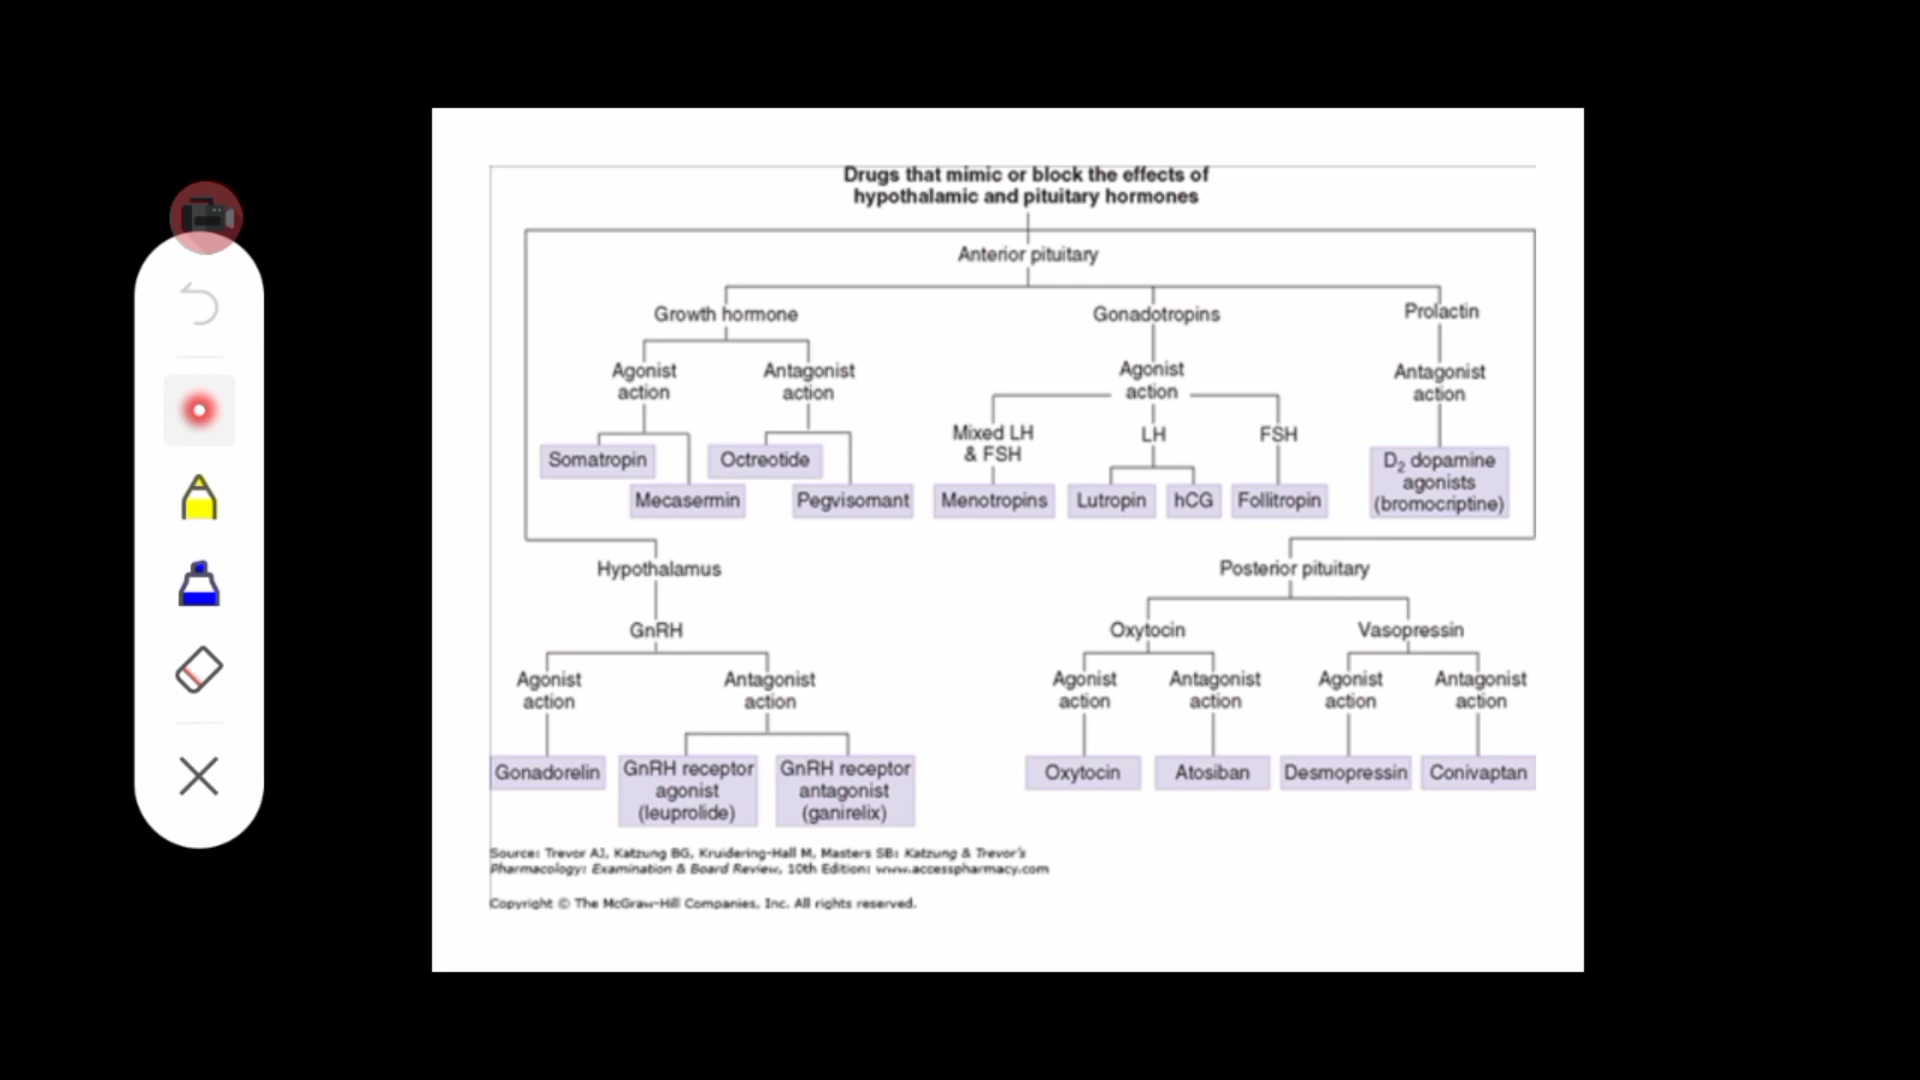 Drugs that mimic or block the effects of
hypothalamic and pituitary hormones
Anterior pituitary
Growth hormone
Gonadotropins
Prolactin
Agonist
action
Antagonist
action
Agonist
action
Antagonist
action
Mixed LH
& FSH
LH
FSH
Somatropin
Octreotide
Mecasermin
Pegvisomant
Menotropins
Lutropin
hCG
Follitropin
D₂ dopamine
agonists
(bromocriptine)
Hypothalamus
Posterior pituitary
GnRH
Oxytocin
Vasopressin
Agonist
action
Antagonist
action
Agonist
action
Antagonist
action
Agonist
action
Antagonist
action
Gonadorelin
GnRH receptor
agonist
(leuprolide)
GnRH receptor
antagonist
(ganirelix)
Oxytocin
Atosiban
Desmopressin
Conivaptan
Source: Trevor AJ, Katzung BG, Kruidering-Hall M, Masters SB: Katzung & Trevor's
Pharmacology: Examination & Board Review, 10th Edition: www.accesspharmacy.com
Copyright © The McGraw-Hill Companies, Inc. All rights reserved.